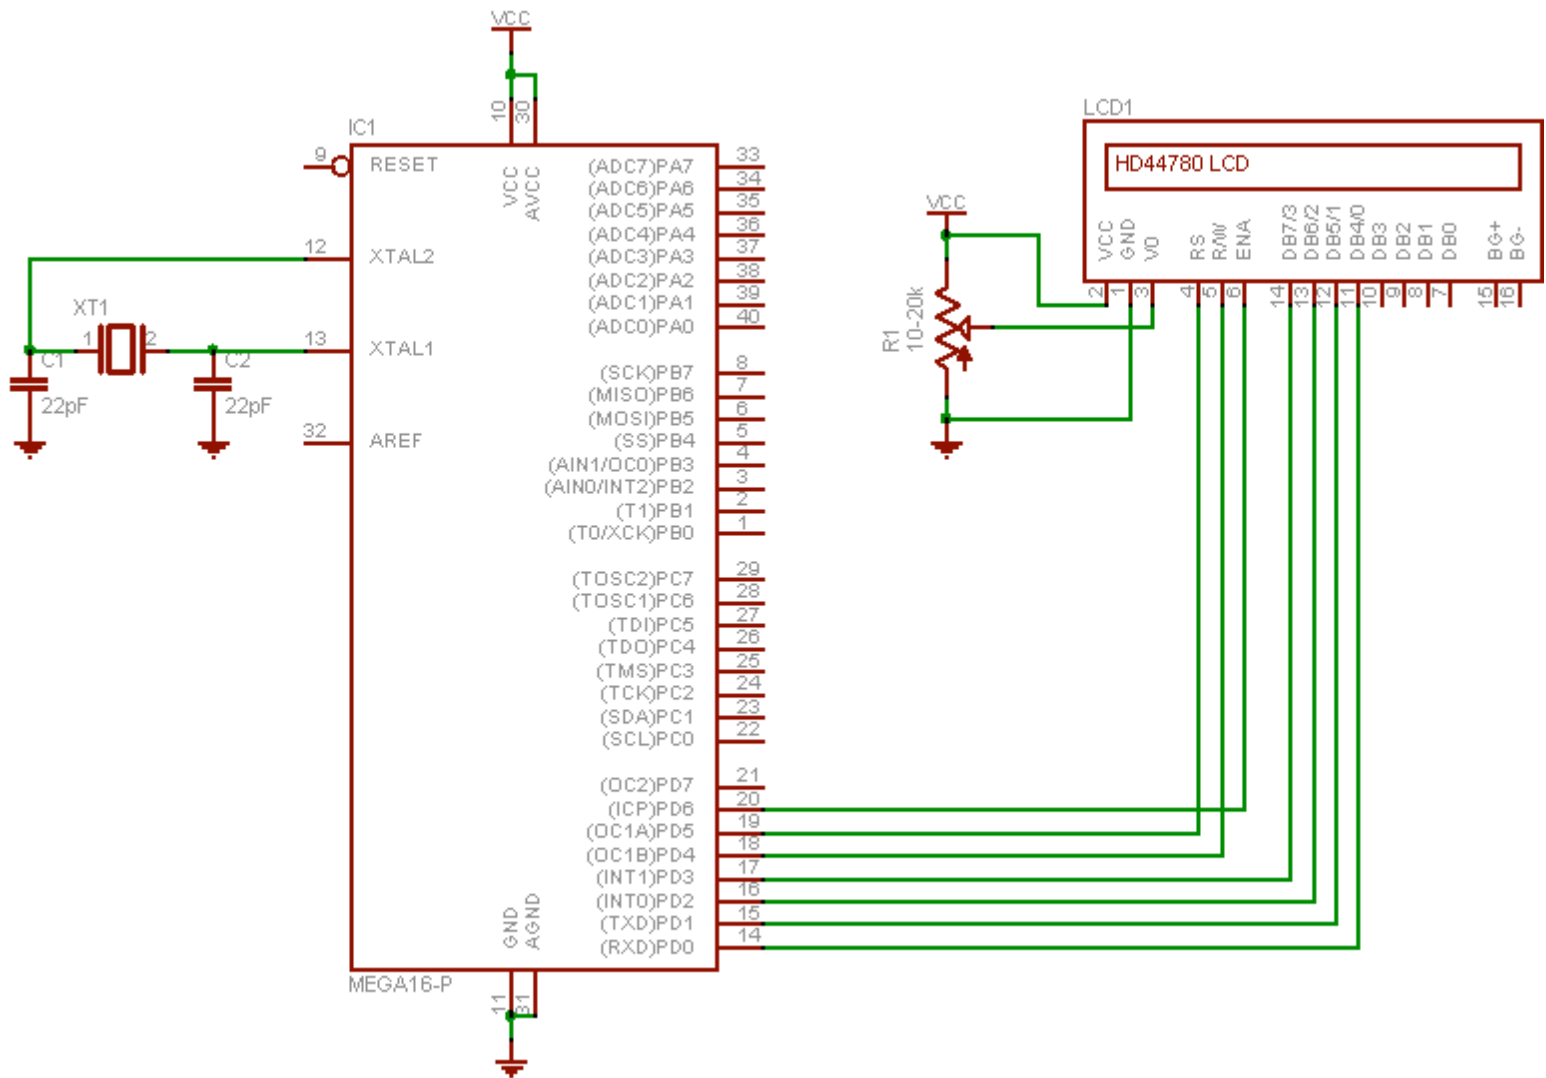 VCC
10
30
IC1
9
RESET
VCC
AVCC
12
XTAL2
XT1
1
2
13
XTAL1
C1
22pF
C2
22pF
32
AREF
(ADC7)PA7 33
(ADC6)PA6 34
(ADC5)PA5 35
(ADC4)PA4 36
(ADC3)PA3 37
(ADC2)PA2 38
(ADC1)PA1 39
(ADC0)PA0 40
(SCK)PB7 8
(MISO)PB6 7
(MOSI)PB5 6
(SS)PB4 5
(AIN1/OC0)PB3 4
(AIN0/INT2)PB2 3
(T1)PB1 2
(T0/XCK)PB0 1
(TOSC2)PC7 29
(TOSC1)PC6 28
(TDI)PC5 27
(TDO)PC4 26
(TMS)PC3 25
(TCK)PC2 24
(SDA)PC1 23
(SCL)PC0 22
(OC2)PD7 21
(ICP)PD6 20
(OC1A)PD5 19
(OC1B)PD4 18
(INT1)PD3 17
(INT0)PD2 16
(TXD)PD1 15
(RXD)PD0 14
GND
AGND
MEGA16-P
11
31
VCC
R1
10-20k
LCD1
HD44780 LCD
VCC
GND
VO
RS
R/W
ENA
DB7/3
DB6/2
DB5/1
DB4/0
DB3
DB2
DB1
DB0
BG+
BG-
2
1
3
4
5
6
14
13
12
11
10
9
8
7
15
16